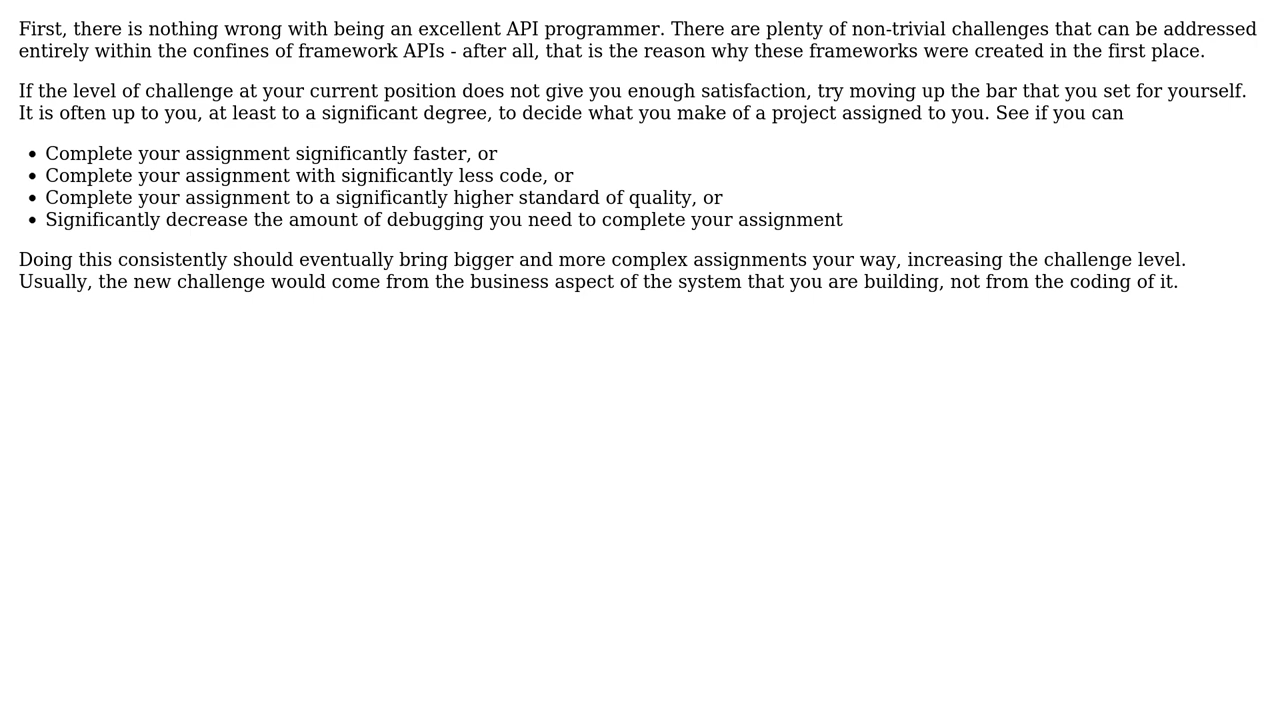 First, there is nothing wrong with being an excellent API programmer. There are plenty of non-trivial challenges that can be addressed
entirely within the confines of framework APIs - after all, that is the reason why these frameworks were created in the first place.
If the level of challenge at your current position does not give you enough satisfaction, try moving up the bar that you set for yourself.
It is often up to you, at least to a significant degree, to decide what you make of a project assigned to you. See if you can
• Complete your assignment significantly faster, or
• Complete your assignment with significantly less code, or
• Complete your assignment to a significantly higher standard of quality, or
• Significantly decrease the amount of debugging you need to complete your assignment
Doing this consistently should eventually bring bigger and more complex assignments your way, increasing the challenge level.
Usually, the new challenge would come from the business aspect of the system that you are building, not from the coding of it.